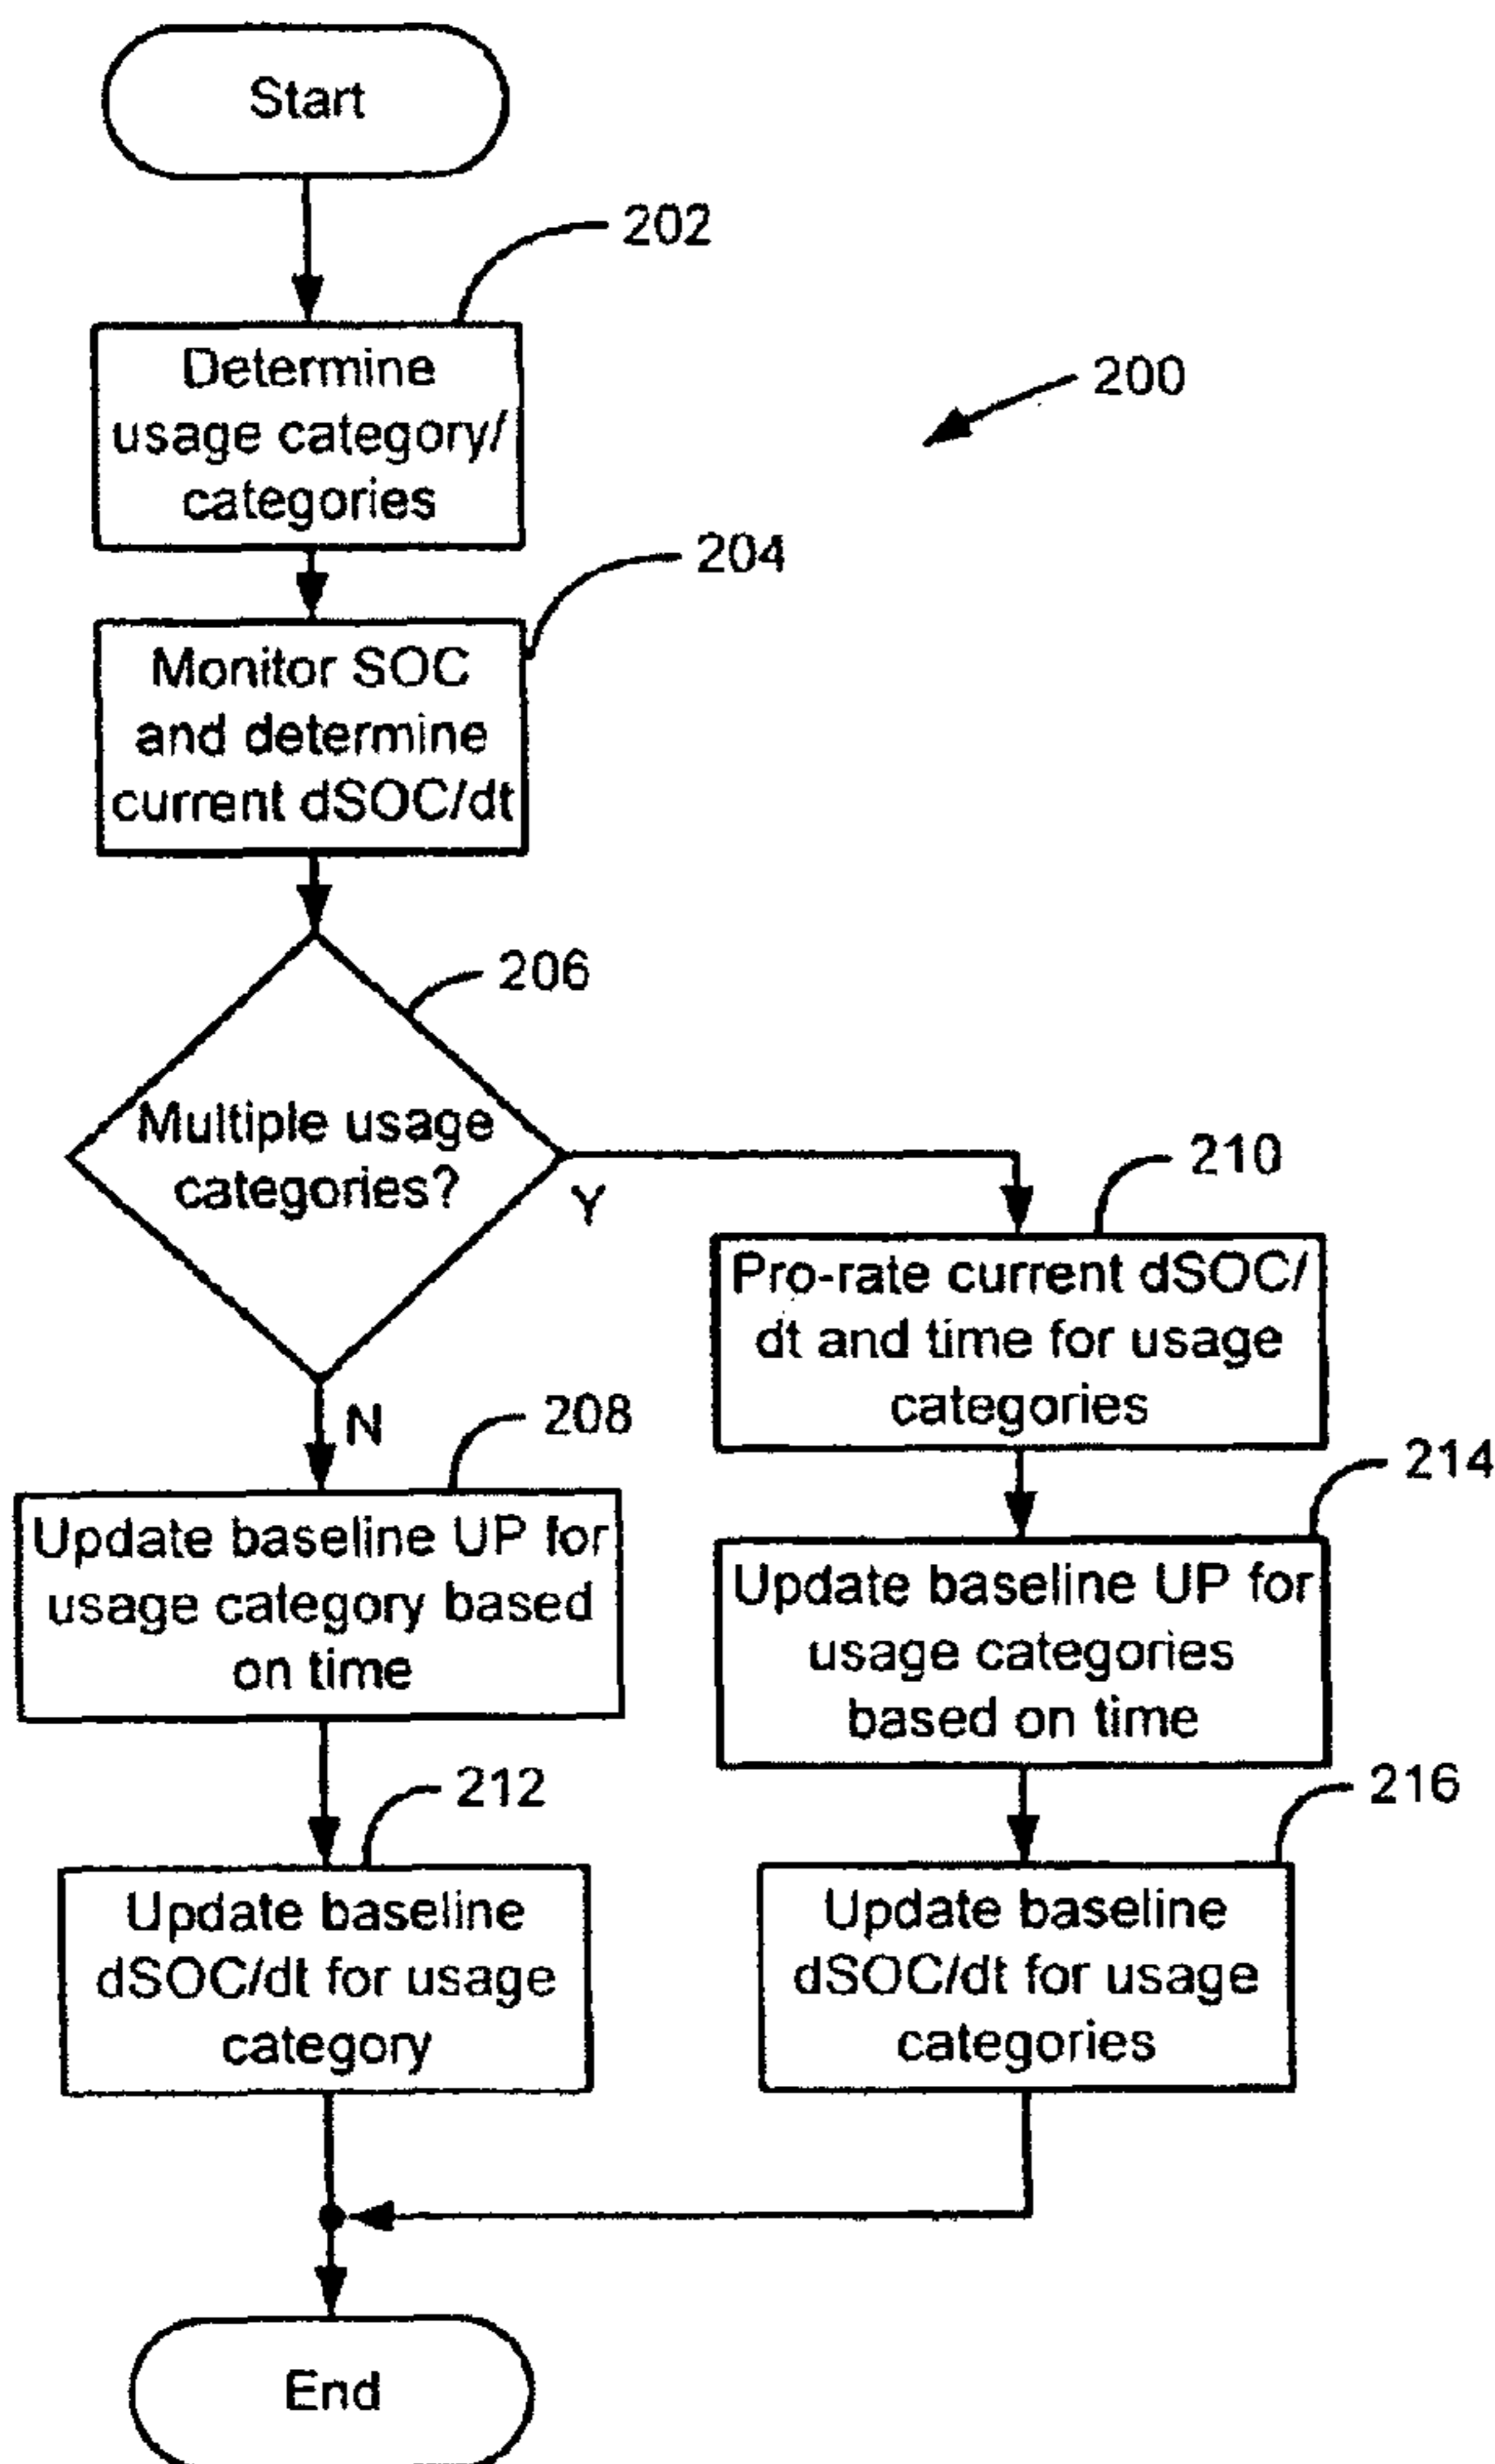 Start
202
Determine
usage category/
categories
200
204
Monitor SOC
and determine
current dSOC/dt
206
Multiple usage
categories?
Y
N
210
Pro-rate current dSOC/
dt and time for usage
categories
208
Update baseline UP for
usage category based
on time
214
Update baseline UP for
usage categories
based on time
212
Update baseline
dSOC/dt for usage
category
216
Update baseline
dSOC/dt for usage
categories
End